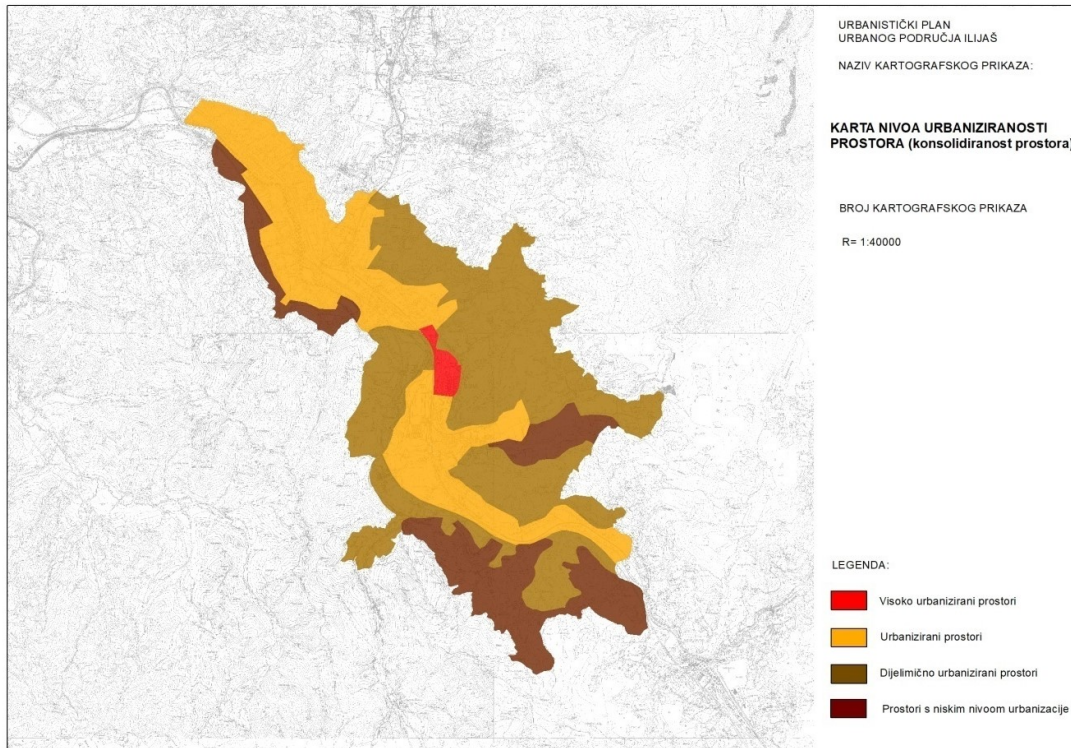 URBANISTIČKI PLAN
URBANOG PODRUČJA ILIJAŠ
NAZIV KARTOGRAFSKOG PRIKAZA:
KARTA NIVOA URBANIZIRANOSTI
PROSTORA (konsolidiranost prostora)
BROJ KARTOGRAFSKOG PRIKAZA
R= 1:40000
LEGENDA:
Visoko urbanizirani prostori
Urbanizirani prostori
Dijelimično urbanizirani prostori
Prostori s niskim nivoom urbanizacije